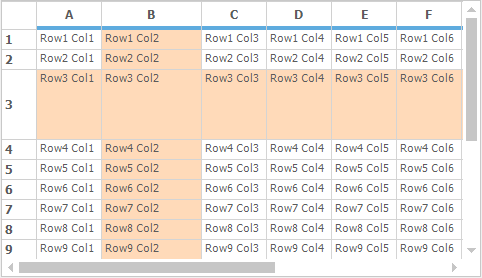 A B C D E F
1 Row1 Col1 Row1 Col2 Row1 Col3 Row1 Col4 Row1 Col5 Row1 Col6
2 Row2 Col1 Row2 Col2 Row2 Col3 Row2 Col4 Row2 Col5 Row2 Col6
3 Row3 Col1 Row3 Col2 Row3 Col3 Row3 Col4 Row3 Col5 Row3 Col6
4 Row4 Col1 Row4 Col2 Row4 Col3 Row4 Col4 Row4 Col5 Row4 Col6
5 Row5 Col1 Row5 Col2 Row5 Col3 Row5 Col4 Row5 Col5 Row5 Col6
6 Row6 Col1 Row6 Col2 Row6 Col3 Row6 Col4 Row6 Col5 Row6 Col6
7 Row7 Col1 Row7 Col2 Row7 Col3 Row7 Col4 Row7 Col5 Row7 Col6
8 Row8 Col1 Row8 Col2 Row8 Col3 Row8 Col4 Row8 Col5 Row8 Col6
9 Row9 Col1 Row9 Col2 Row9 Col3 Row9 Col4 Row9 Col5 Row9 Col6